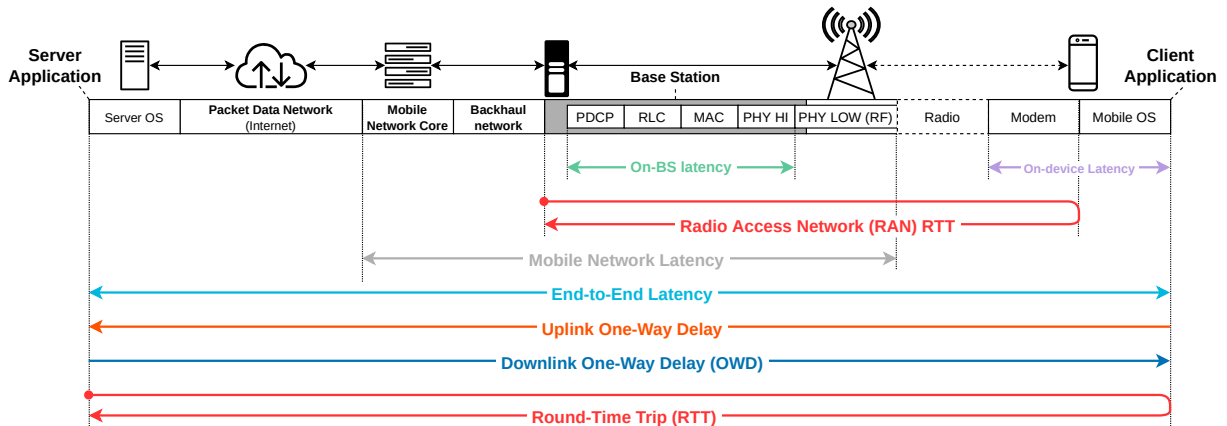 Server
Application
Base Station
Client
Application
Server OS
Packet Data Network
(Internet)
Mobile
Network Core
Backhaul
network
PDCP
RLC
MAC
PHY HI
PHY LOW (RF)
Radio
Modem
Mobile OS
On-BS latency
On-device Latency
Radio Access Network (RAN) RTT
Mobile Network Latency
End-to-End Latency
Uplink One-Way Delay
Downlink One-Way Delay (OWD)
Round-Time Trip (RTT)